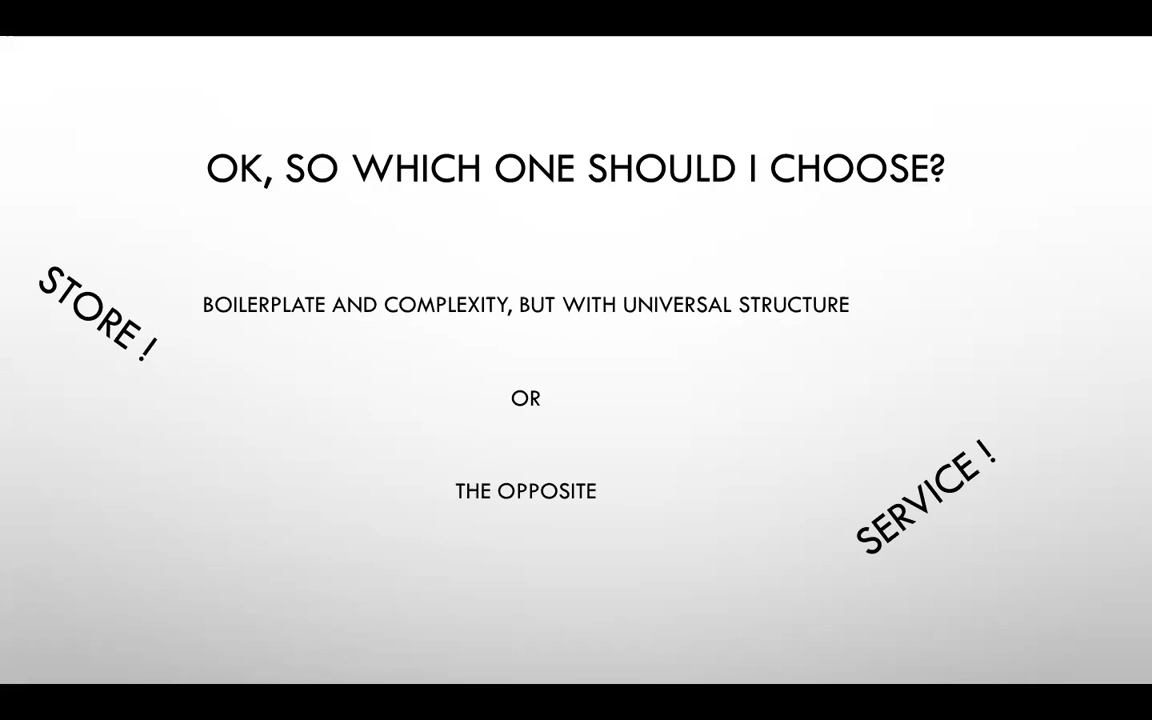 OK, SO WHICH ONE SHOULD I CHOOSE?
STORE !
BOILERPLATE AND COMPLEXITY, BUT WITH UNIVERSAL STRUCTURE
OR
THE OPPOSITE
SERVICE !